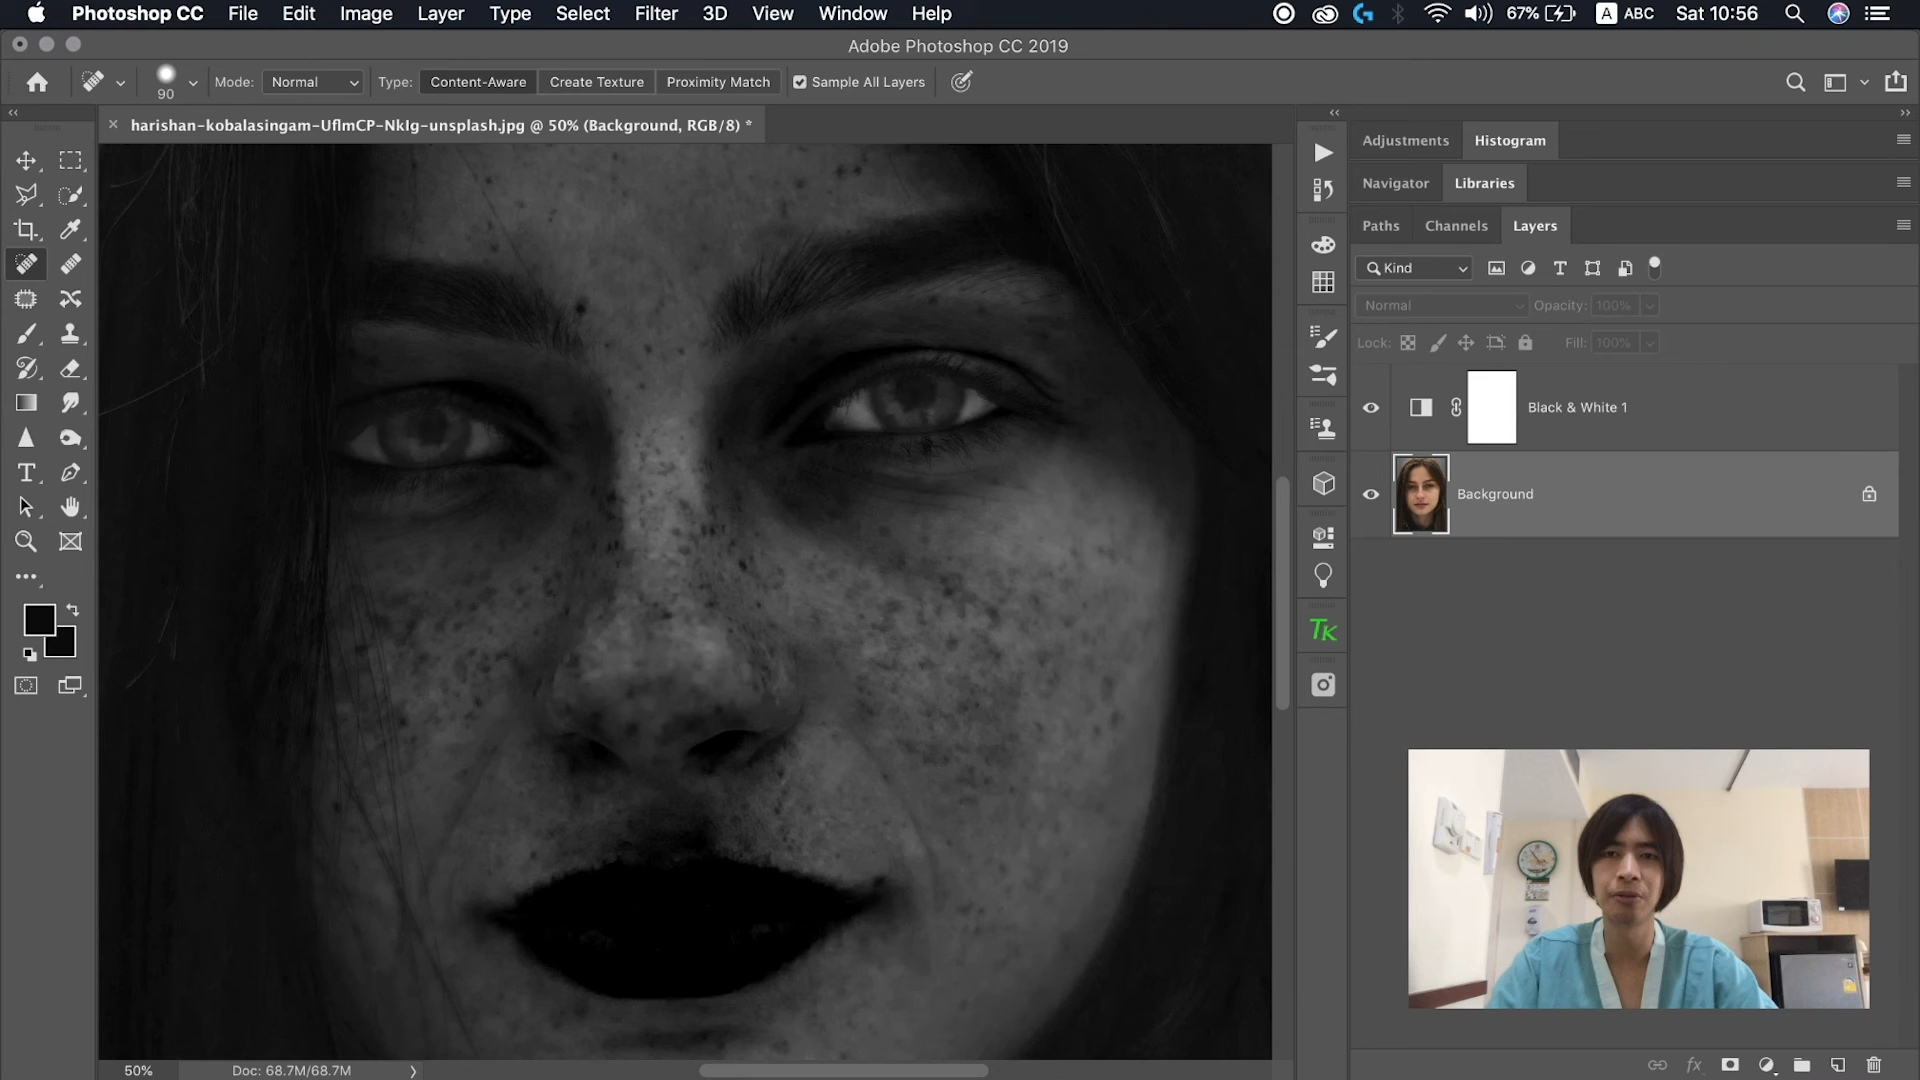 Photoshop CC File Edit Image Layer Type Select Filter 3D View Window Help 67% A ABC Sat 10:56
Adobe Photoshop CC 2019
90 Mode: Normal Type: Content-Aware Create Texture Proximity Match Sample All Layers
harishan-kobalasingam-UflmCP-NkIg-unsplash.jpg @ 50% (Background, RGB/8) *
Adjustments Histogram
Navigator Libraries
Paths Channels Layers
Kind
Normal Opacity: 100%
Lock: Fill: 100%
Black & White 1
Background
TK
50% Doc: 68.7M/68.7M